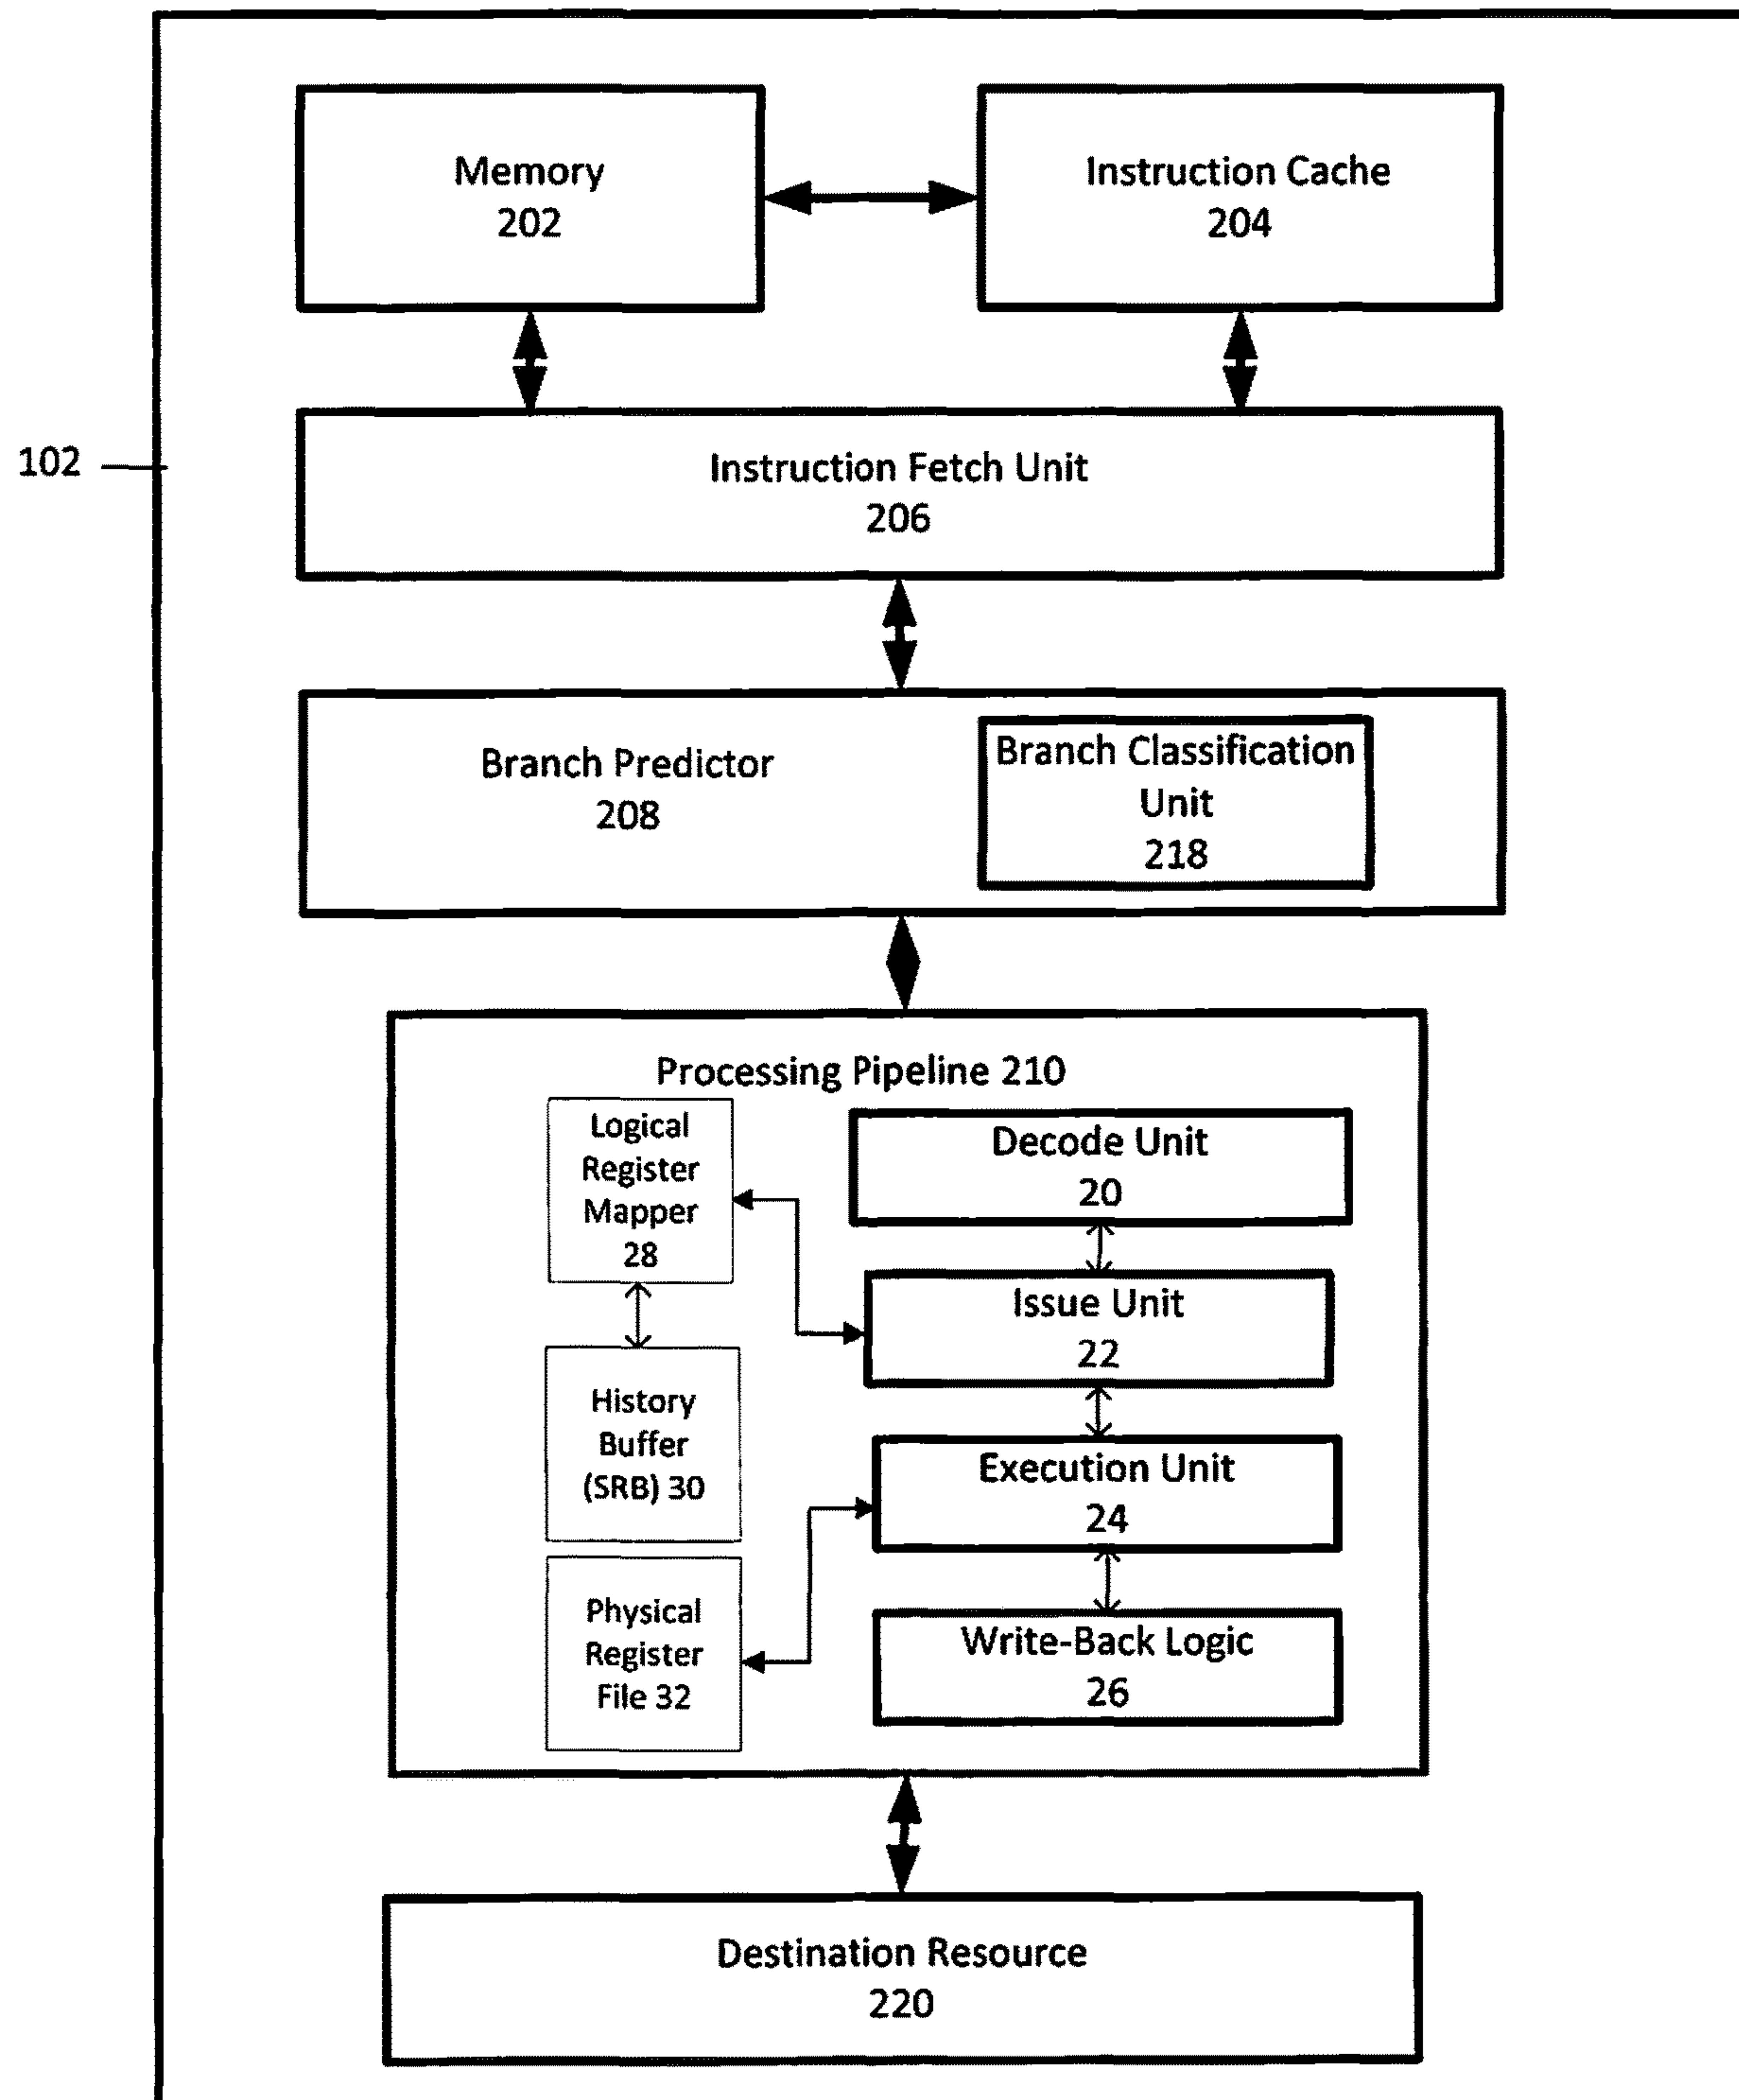 Memory
202
Instruction Cache
204
102
Instruction Fetch Unit
206
Branch Predictor
208
Branch Classification
Unit
218
Processing Pipeline 210
Logical
Register
Mapper
28
Decode Unit
20
Issue Unit
22
History
Buffer
(SRB) 30
Execution Unit
24
Physical
Register
File 32
Write-Back Logic
26
Destination Resource
220